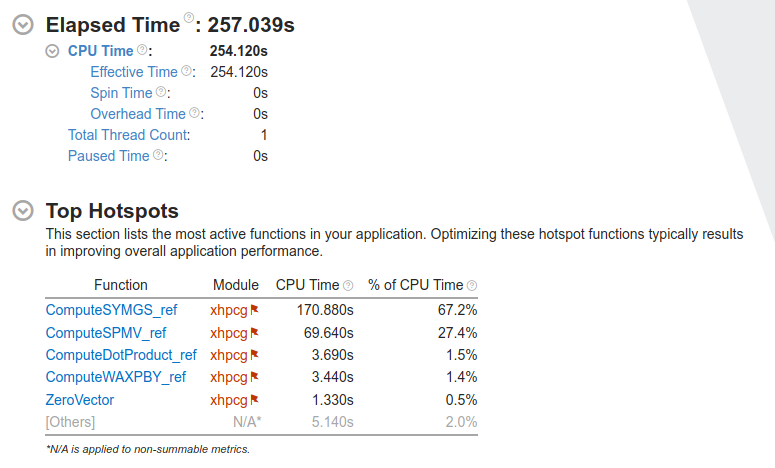 Elapsed Time ?: 257.039s
CPU Time ?: 254.120s
Effective Time ?: 254.120s
Spin Time ?: 0s
Overhead Time ?: 0s
Total Thread Count: 1
Paused Time ?: 0s
Top Hotspots
This section lists the most active functions in your application. Optimizing these hotspot functions typically results
in improving overall application performance.
Function Module CPU Time ? % of CPU Time ?
ComputeSYMGS_ref xhpcg 170.880s 67.2%
ComputeSPMV_ref xhpcg 69.640s 27.4%
ComputeDotProduct_ref xhpcg 3.690s 1.5%
ComputeWAXPBY_ref xhpcg 3.440s 1.4%
ZeroVector xhpcg 1.330s 0.5%
[Others] N/A* 5.140s 2.0%
*N/A is applied to non-summable metrics.